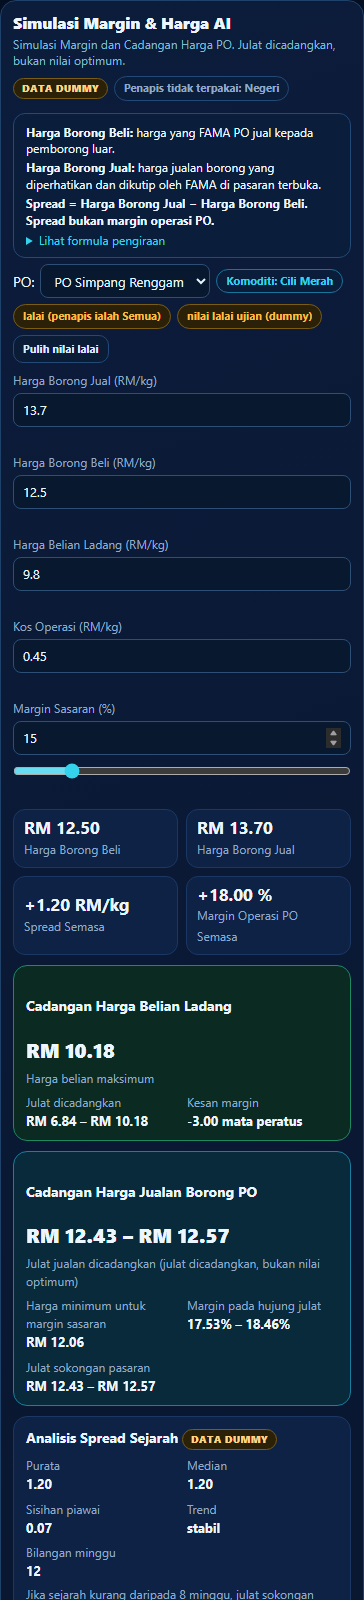 Simulasi Margin & Harga AI
Simulasi Margin dan Cadangan Harga PO. Julat dicadangkan,
bukan nilai optimum.
DATA DUMMY
Penapis tidak terpakai: Negeri
Harga Borong Beli: harga yang FAMA PO jual kepada
pemborong luar.
Harga Borong Jual: harga jualan borong yang
diperhatikan dan dikutip oleh FAMA di pasaran terbuka.
Spread = Harga Borong Jual − Harga Borong Beli.
Spread bukan margin operasi PO.
▶ Lihat formula pengiraan
PO:
PO Simpang Renggam
Komoditi: Cili Merah
lalai (penapis ialah Semua)
nilai lalai ujian (dummy)
Pulih nilai lalai
Harga Borong Jual (RM/kg)
13.7
Harga Borong Beli (RM/kg)
12.5
Harga Belian Ladang (RM/kg)
9.8
Kos Operasi (RM/kg)
0.45
Margin Sasaran (%)
15
RM 12.50
Harga Borong Beli
RM 13.70
Harga Borong Jual
+1.20 RM/kg
Spread Semasa
+18.00 %
Margin Operasi PO
Semasa
Cadangan Harga Belian Ladang
RM 10.18
Harga belian maksimum
Julat dicadangkan
RM 6.84 – RM 10.18
Kesan margin
-3.00 mata peratus
Cadangan Harga Jualan Borong PO
RM 12.43 – RM 12.57
Julat jualan dicadangkan (julat dicadangkan, bukan nilai
optimum)
Harga minimum untuk
margin sasaran
RM 12.06
Margin pada hujung julat
17.53% – 18.46%
Julat sokongan pasaran
RM 12.43 – RM 12.57
Analisis Spread Sejarah
DATA DUMMY
Purata
1.20
Median
1.20
Sisihan piawai
0.07
Trend
stabil
Bilangan minggu
12
Jika sejarah kurang daripada 8 minggu, julat sokongan